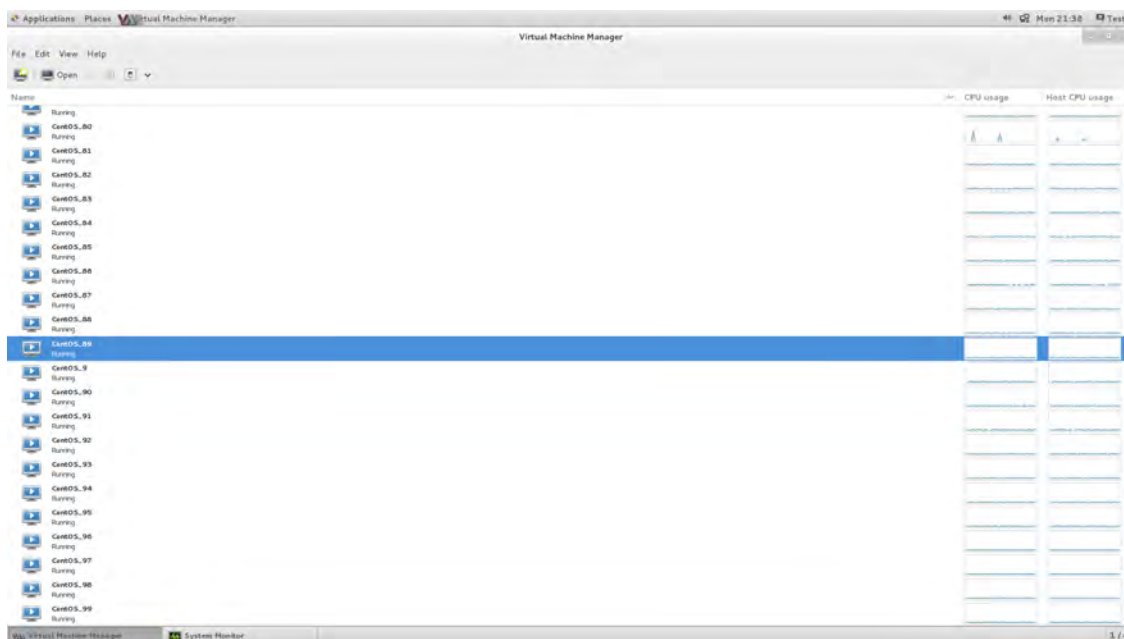 Applications Places Virtual Machine Manager Mon 21:38 Test
Virtual Machine Manager
File Edit View Help
Open
Name CPU usage Host CPU usage
Running
CentOS_80
Running
CentOS_81
Running
CentOS_82
Running
CentOS_83
Running
CentOS_84
Running
CentOS_85
Running
CentOS_86
Running
CentOS_87
Running
CentOS_88
Running
CentOS_89
Running
CentOS_9
Running
CentOS_90
Running
CentOS_91
Running
CentOS_92
Running
CentOS_93
Running
CentOS_94
Running
CentOS_95
Running
CentOS_96
Running
CentOS_97
Running
CentOS_98
Running
CentOS_99
Running
Virtual Machine Manager System Monitor 1 /